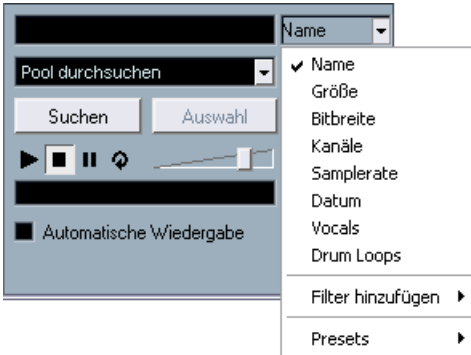 Name
Pool durchsuchen
Suchen
Auswahl
Automatische Wiedergabe
Name
Größe
Bitbreite
Kanäle
Samplerate
Datum
Vocals
Drum Loops
Filter hinzufügen
Presets